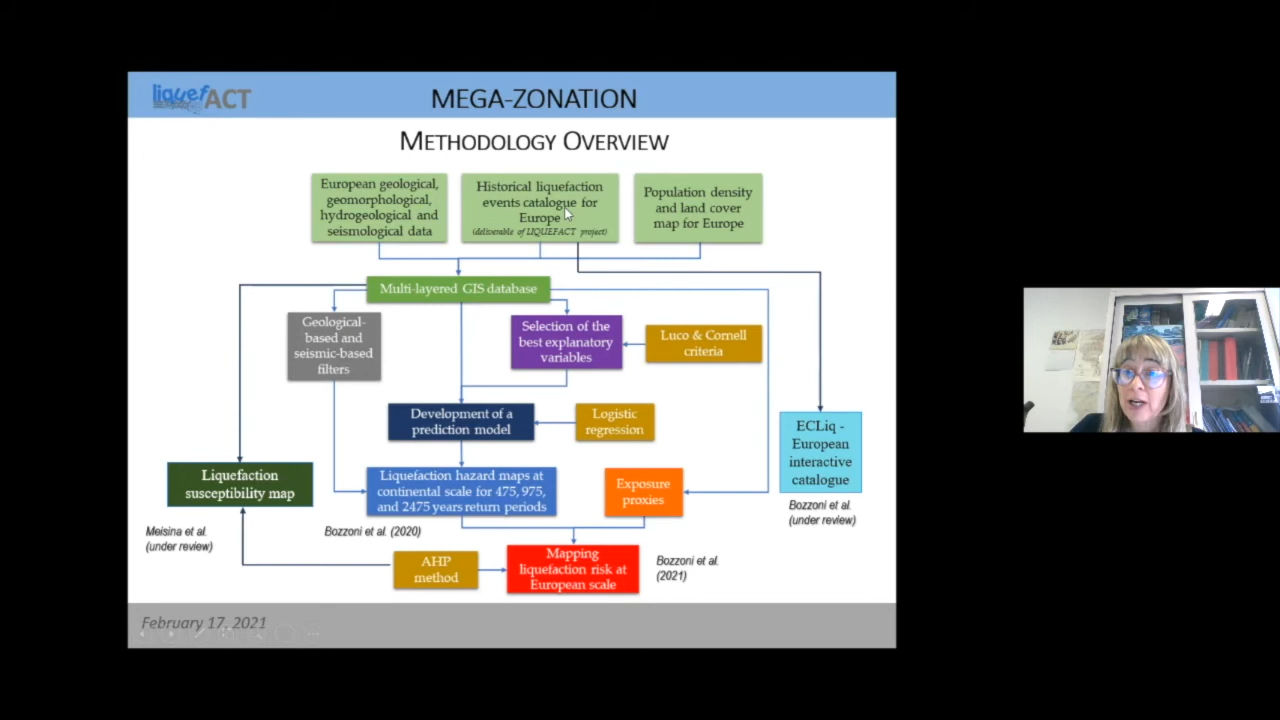 liquefACT
MEGA-ZONATION
METHODOLOGY OVERVIEW
European geological,
geomorphological,
hydrogeological and
seismological data
Historical liquefaction
events catalogue for
Europe
(deliverable of LIQUEFACT project)
Population density
and land cover
map for Europe
Multi-layered GIS database
Geological-
based and
seismic-based
filters
Selection of the
best explanatory
variables
Luco & Cornell
criteria
Development of a
prediction model
Logistic
regression
ECLiq -
European
interactive
catalogue
Bozzoni et al.
(under review)
Liquefaction
susceptibility map
Meisina et al.
(under review)
Liquefaction hazard maps at
continental scale for 475, 975,
and 2475 years return periods
Bozzoni et al. (2020)
Exposure
proxies
AHP
method
Mapping
liquefaction risk at
European scale
Bozzoni et al.
(2021)
February 17, 2021